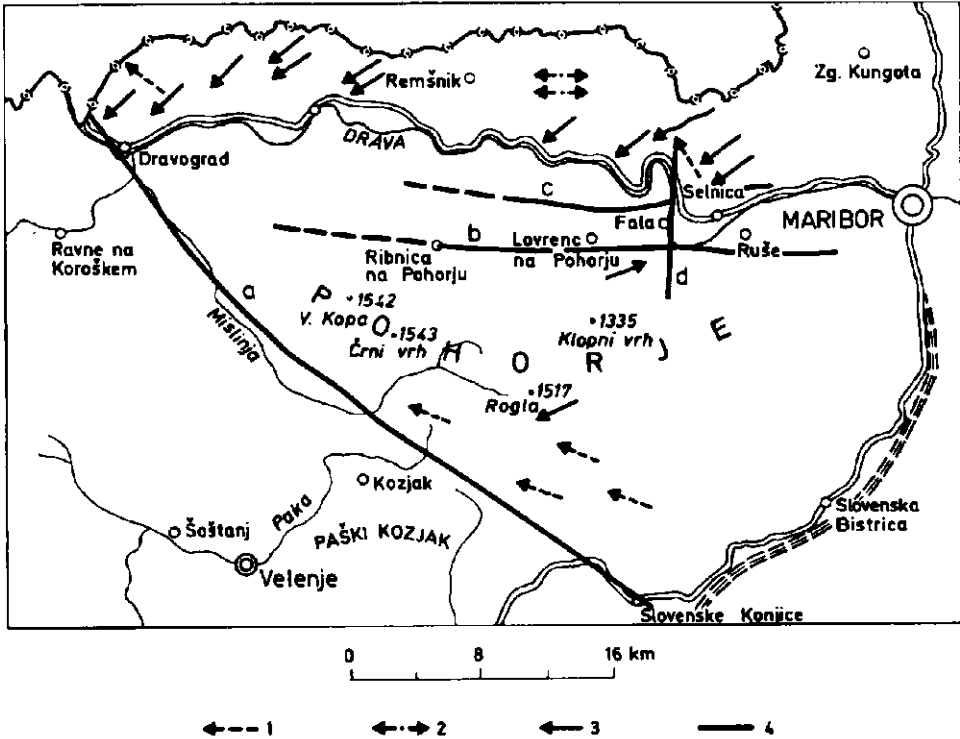 Zg. Kungota
Remšnik
DRAVA
Dravograd
Selnica
MARIBOR
c
Fala
Ravne na
Koroškem
b
Ribnica
na Pohorju
Lovrenc
na Pohorju
Ruše
d
a
Mislinja
P O H O R J E
1542
V. Kopa
1543
Črni vrh
1335
Klopni vrh
1517
Rogla
Kozjak
Paka
Šoštanj
PAŠKI KOZJAK
Velenje
Slovenska
Bistrica
Slovenske Konjice
0 8 16 km
1 2 3 4